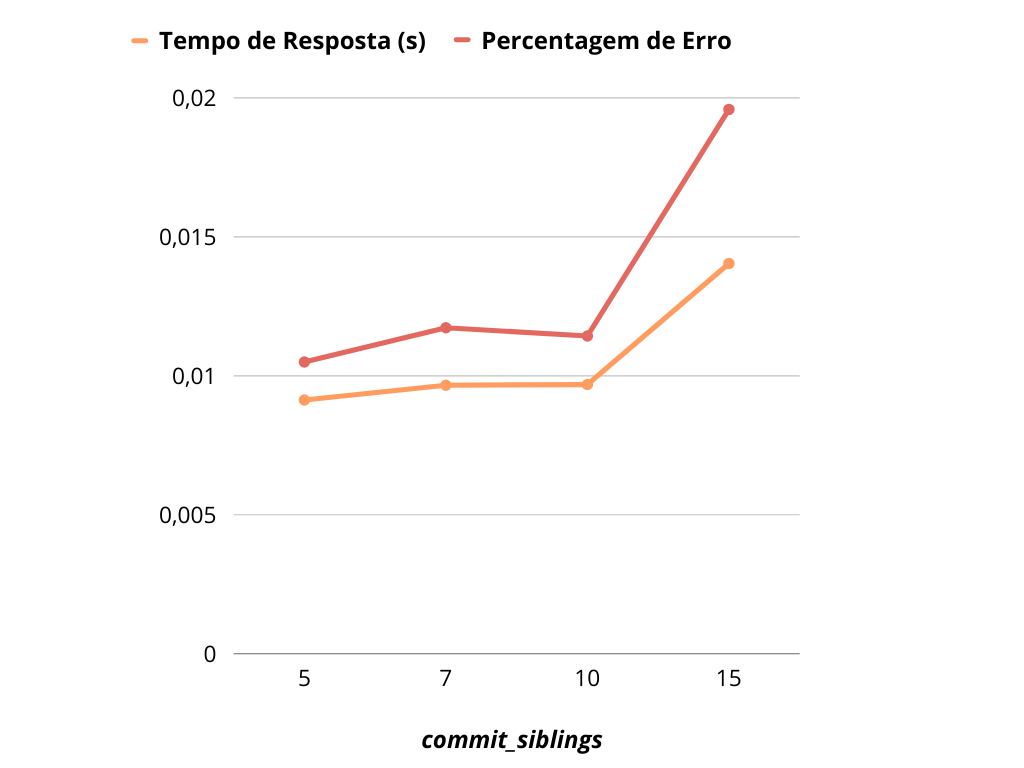 Tempo de Resposta (s) Percentagem de Erro
0,02
0,015
0,01
0,005
0
5 7 10 15
commit_siblings